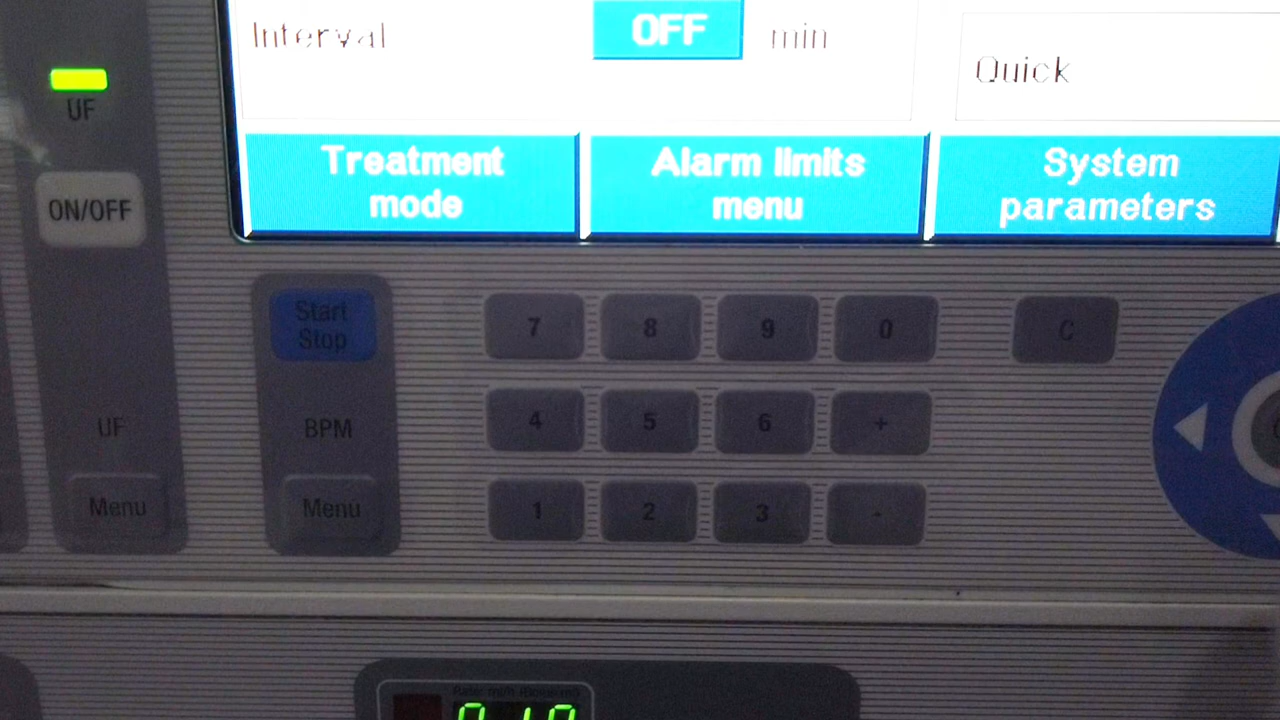 Interval OFF min
Quick
UF
Treatment mode
Alarm limits menu
System parameters
ON/OFF
Start
Stop
7 8 9 0 C
UF
BPM
4 5 6 +
Menu
Menu
1 2 3 -